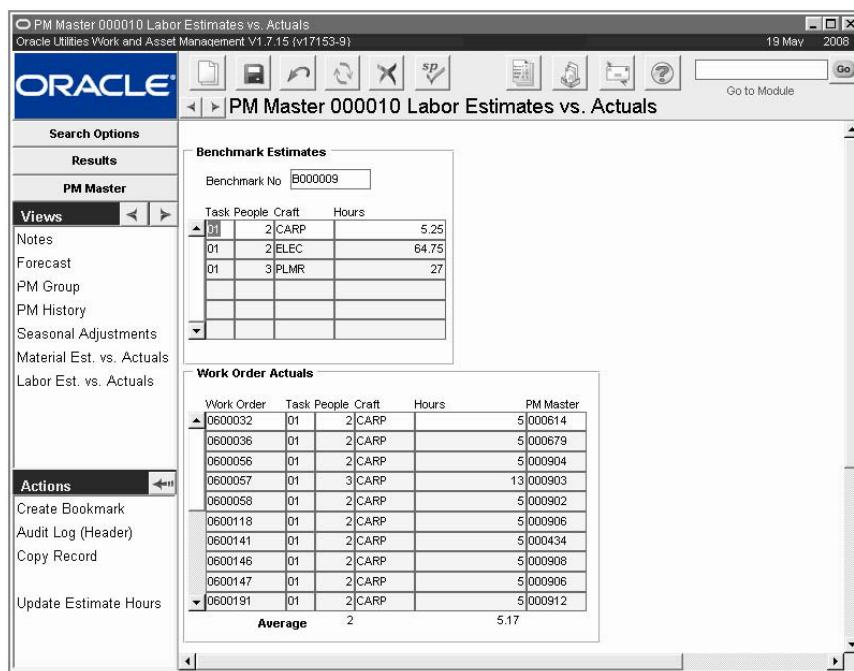 PM Master 000010 Labor Estimates vs. Actuals
Oracle Utilities Work and Asset Management V1.7.15 (v17153-9) 19 May 2008
ORACLE
sp
Go
Go to Module
PM Master 000010 Labor Estimates vs. Actuals
Search Options
Results
PM Master
Views
Notes
Forecast
PM Group
PM History
Seasonal Adjustments
Material Est. vs. Actuals
Labor Est. vs. Actuals
Actions
Create Bookmark
Audit Log (Header)
Copy Record
Update Estimate Hours
Benchmark Estimates
Benchmark No B000009
Task People Craft Hours
01 2 CARP 5.25
01 2 ELEC 64.75
01 3 PLMR 27
Work Order Actuals
Work Order Task People Craft Hours PM Master
0600032 01 2 CARP 5 000614
0600036 01 2 CARP 5 000679
0600056 01 2 CARP 5 000904
0600057 01 3 CARP 13 000903
0600058 01 2 CARP 5 000902
0600118 01 2 CARP 5 000906
0600141 01 2 CARP 5 000434
0600146 01 2 CARP 5 000908
0600147 01 2 CARP 5 000906
0600191 01 2 CARP 5 000912
Average 2 5.17